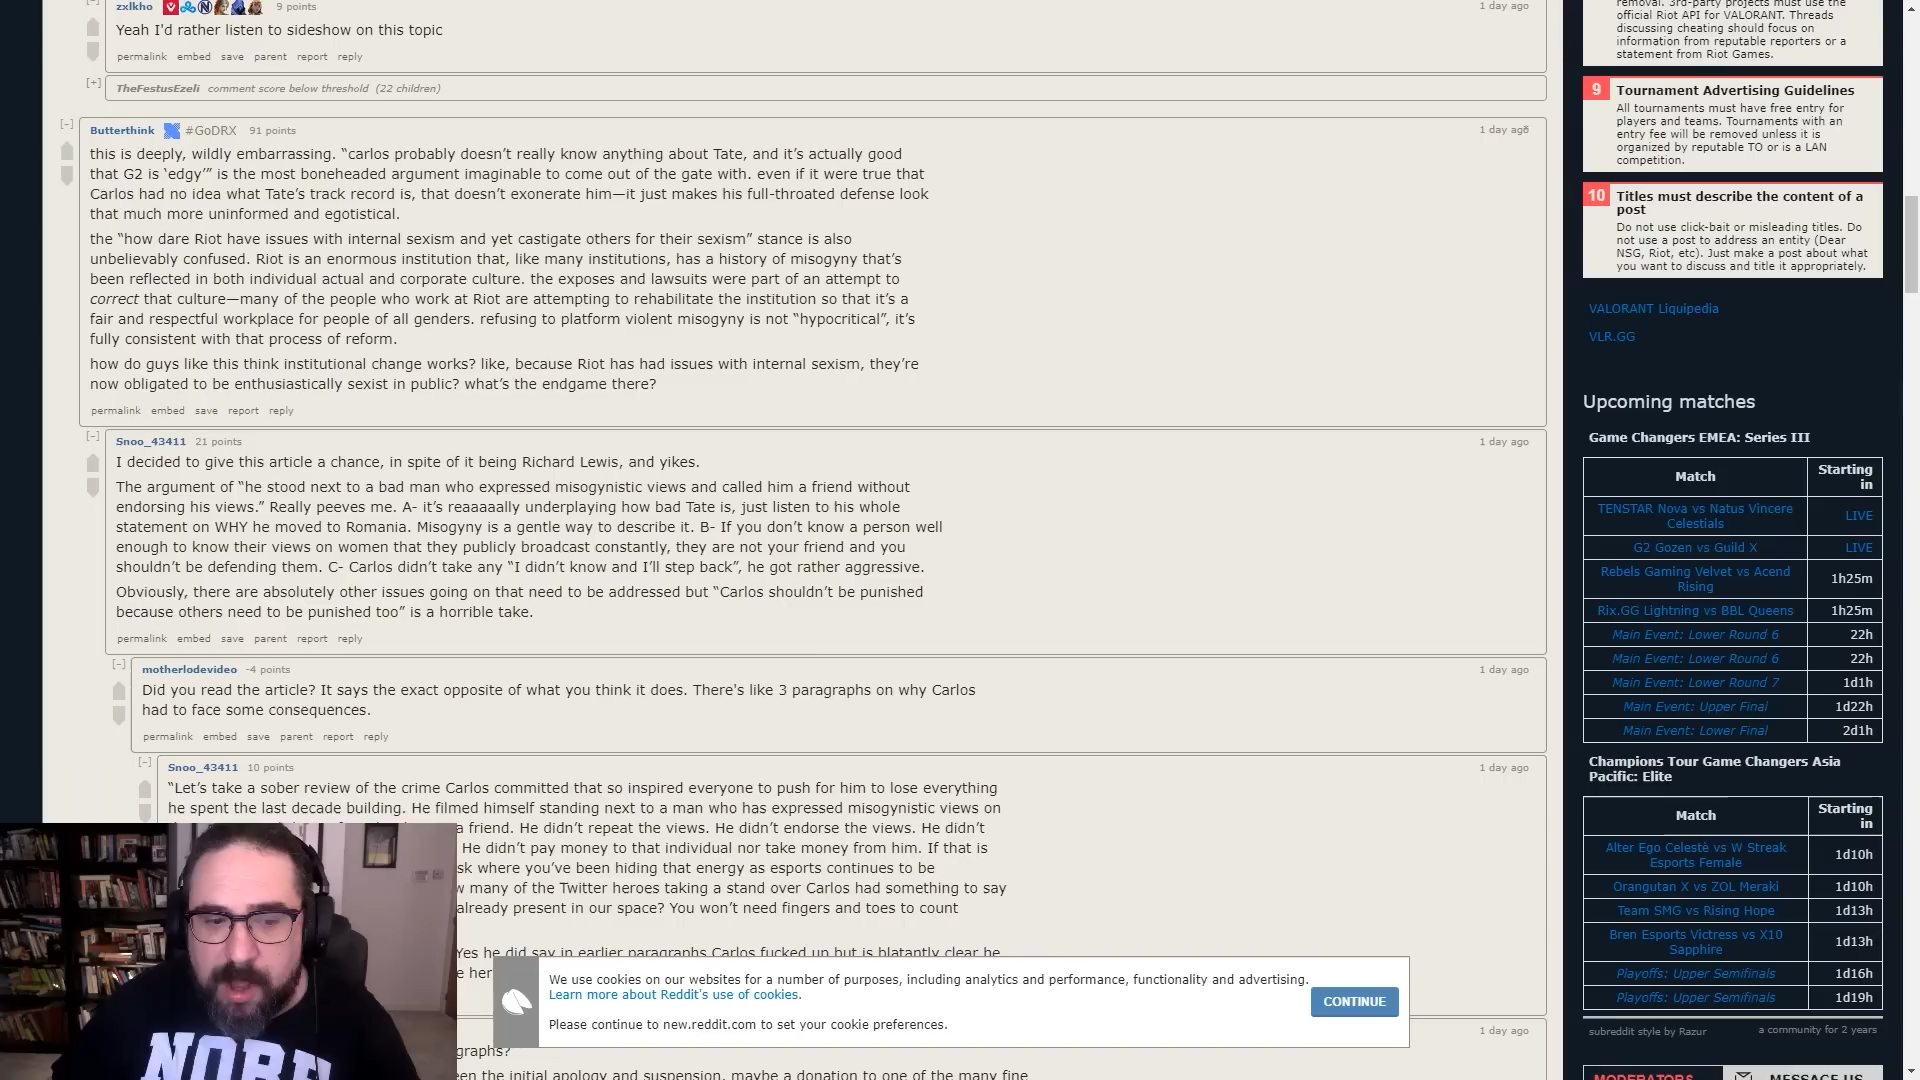 zxlkho 9 points 1 day ago
Yeah I'd rather listen to sideshow on this topic
permalink embed save parent report reply
[+] TheFestusEzeli comment score below threshold (22 children)
[-] Butterthink #GoDRX 91 points 1 day ago
this is deeply, wildly embarrassing. “carlos probably doesn’t really know anything about Tate, and it’s actually good
that G2 is ‘edgy’” is the most boneheaded argument imaginable to come out of the gate with. even if it were true that
Carlos had no idea what Tate’s track record is, that doesn’t exonerate him—it just makes his full-throated defense look
that much more uninformed and egotistical.
the “how dare Riot have issues with internal sexism and yet castigate others for their sexism” stance is also
unbelievably confused. Riot is an enormous institution that, like many institutions, has a history of misogyny that’s
been reflected in both individual actual and corporate culture. the exposes and lawsuits were part of an attempt to
correct that culture—many of the people who work at Riot are attempting to rehabilitate the institution so that it’s a
fair and respectful workplace for people of all genders. refusing to platform violent misogyny is not “hypocritical”, it’s
fully consistent with that process of reform.
how do guys like this think institutional change works? like, because Riot has had issues with internal sexism, they’re
now obligated to be enthusiastically sexist in public? what’s the endgame there?
permalink embed save report reply
[-] Snoo_43411 21 points 1 day ago
I decided to give this article a chance, in spite of it being Richard Lewis, and yikes.
The argument of “he stood next to a bad man who expressed misogynistic views and called him a friend without
endorsing his views.” Really peeves me. A- it’s reaaaaally underplaying how bad Tate is, just listen to his whole
statement on WHY he moved to Romania. Misogyny is a gentle way to describe it. B- If you don’t know a person well
enough to know their views on women that they publicly broadcast constantly, they are not your friend and you
shouldn’t be defending them. C- Carlos didn’t take any “I didn’t know and I’ll step back”, he got rather aggressive.
Obviously, there are absolutely other issues going on that need to be addressed but “Carlos shouldn’t be punished
because others need to be punished too” is a horrible take.
permalink embed save parent report reply
[-] motherlodevideo -4 points 1 day ago
Did you read the article? It says the exact opposite of what you think it does. There's like 3 paragraphs on why Carlos
had to face some consequences.
permalink embed save parent report reply
[-] Snoo_43411 10 points 1 day ago
“Let’s take a sober review of the crime Carlos committed that so inspired everyone to push for him to lose everything
he spent the last decade building. He filmed himself standing next to a man who has expressed misogynistic views on
a friend. He didn’t repeat the views. He didn’t endorse the views. He didn’t
He didn’t pay money to that individual nor take money from him. If that is
sk where you’ve been hiding that energy as esports continues to be
w many of the Twitter heroes taking a stand over Carlos had something to say
already present in our space? You won’t need fingers and toes to count
Yes he did say in earlier paragraphs Carlos fucked up but is blatantly clear he
e her
We use cookies on our websites for a number of purposes, including analytics and performance, functionality and advertising.
Learn more about Reddit's use of cookies.
CONTINUE
Please continue to new.reddit.com to set your cookie preferences.
1 day ago
graphs?
een the initial apology and suspension, maybe a donation to one of the many fine
NOBE
removal. 3rd-party projects must use the
official Riot API for VALORANT. Threads
discussing cheating should focus on
information from reputable reporters or a
statement from Riot Games.
9 Tournament Advertising Guidelines
All tournaments must have free entry for
players and teams. Tournaments with an
entry fee will be removed unless it is
organized by reputable TO or is a LAN
competition.
10 Titles must describe the content of a
post
Do not use click-bait or misleading titles. Do
not use a post to address an entity (Dear
NSG, Riot, etc). Just make a post about what
you want to discuss and title it appropriately.
VALORANT Liquipedia
VLR.GG
Upcoming matches
Game Changers EMEA: Series III
Match Starting in
TENSTAR Nova vs Natus Vincere Celestials LIVE
G2 Gozen vs Guild X LIVE
Rebels Gaming Velvet vs Acend Rising 1h25m
Rix.GG Lightning vs BBL Queens 1h25m
Main Event: Lower Round 6 22h
Main Event: Lower Round 6 22h
Main Event: Lower Round 7 1d1h
Main Event: Upper Final 1d22h
Main Event: Lower Final 2d1h
Champions Tour Game Changers Asia
Pacific: Elite
Match Starting in
Alter Ego Celestè vs W Streak Esports Female 1d10h
Orangutan X vs ZOL Meraki 1d10h
Team SMG vs Rising Hope 1d13h
Bren Esports Victress vs X10 Sapphire 1d13h
Playoffs: Upper Semifinals 1d16h
Playoffs: Upper Semifinals 1d19h
subreddit style by Razur a community for 2 years
MODERATORS MESSAGE US